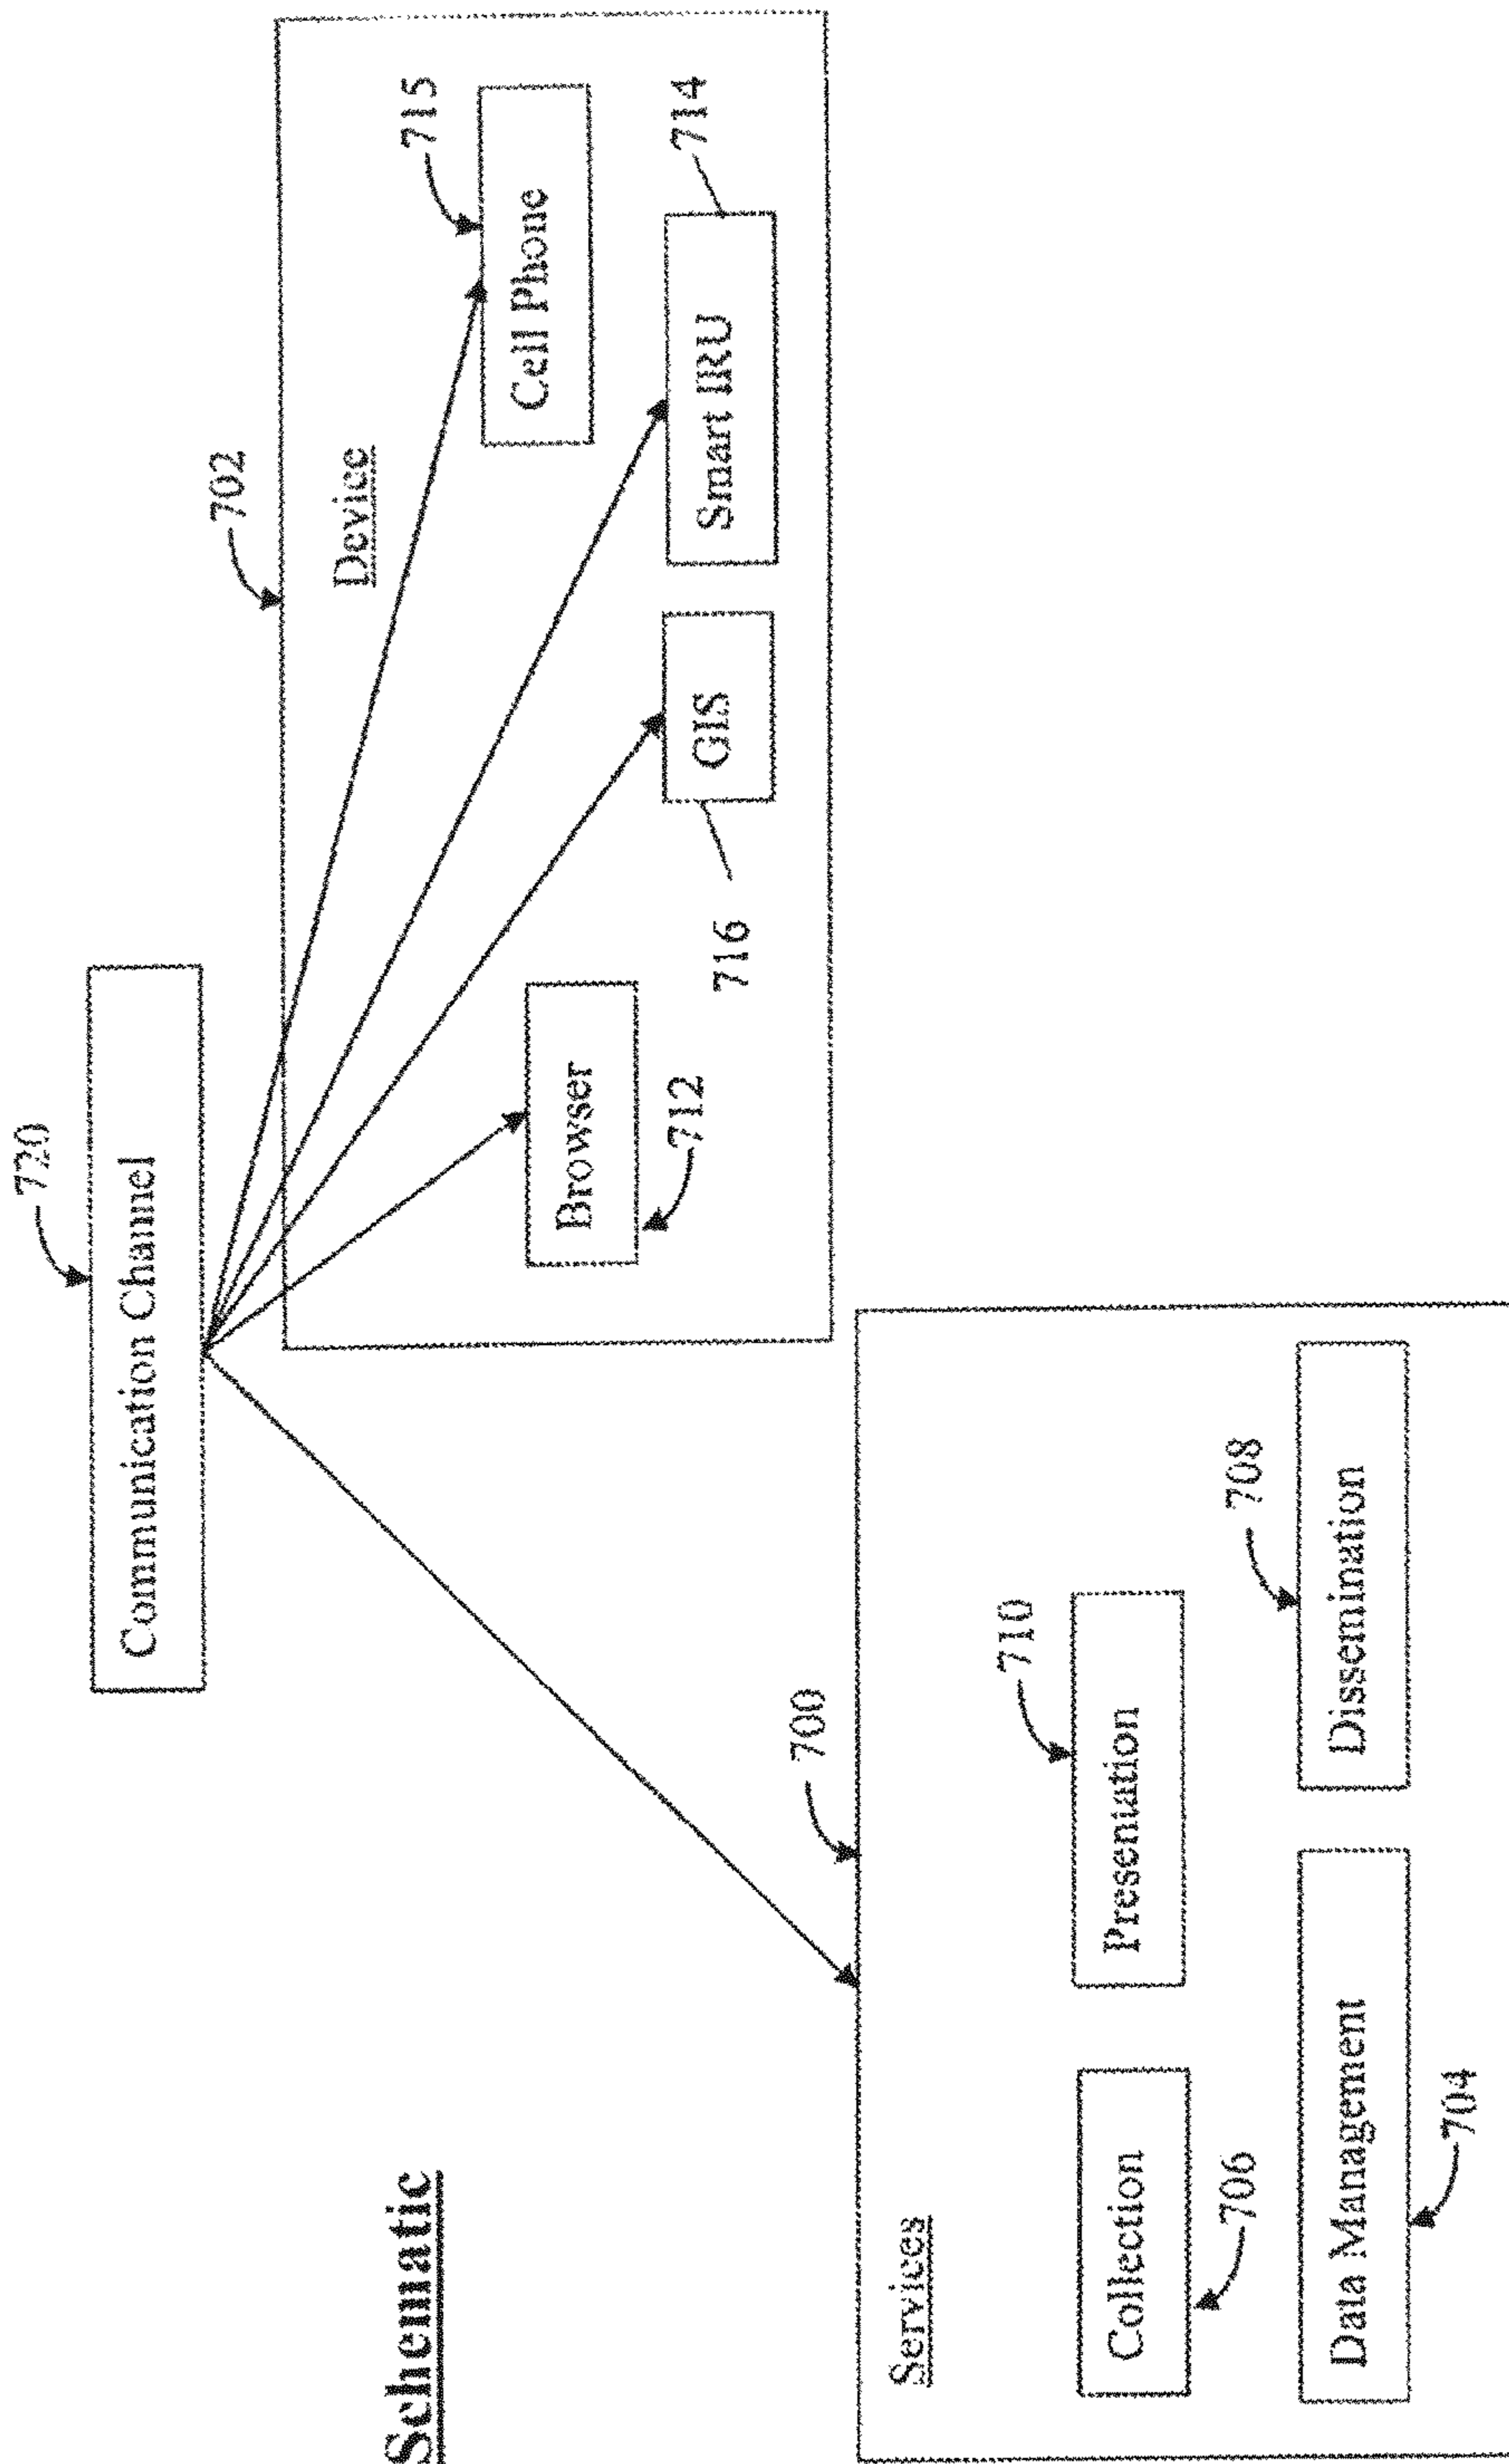 Schematic
720
Communication Channel
702
Device
715
Cell Phone
Smart IRU
714
GIS
716
Browser
712
700
Services
710
Presentation
Collection
706
708
Dissemination
Data Management
704